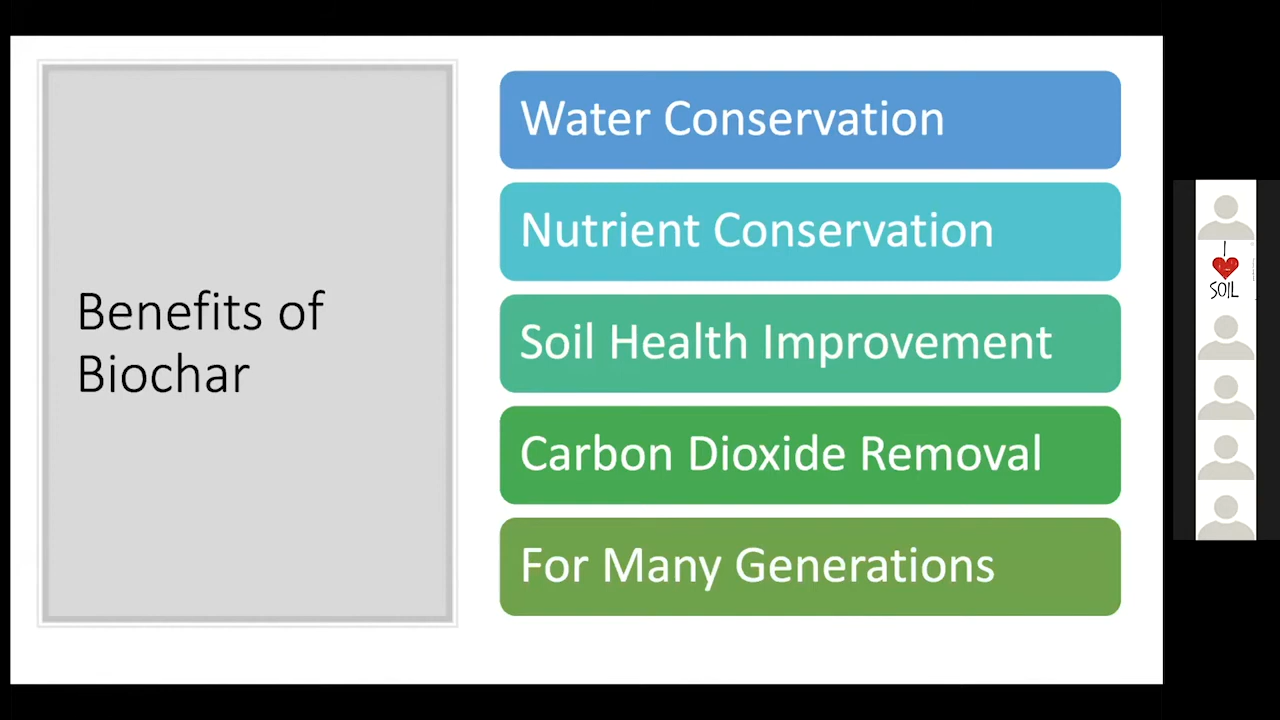 Benefits of
Biochar
Water Conservation
Nutrient Conservation
Soil Health Improvement
Carbon Dioxide Removal
For Many Generations
I
SOIL